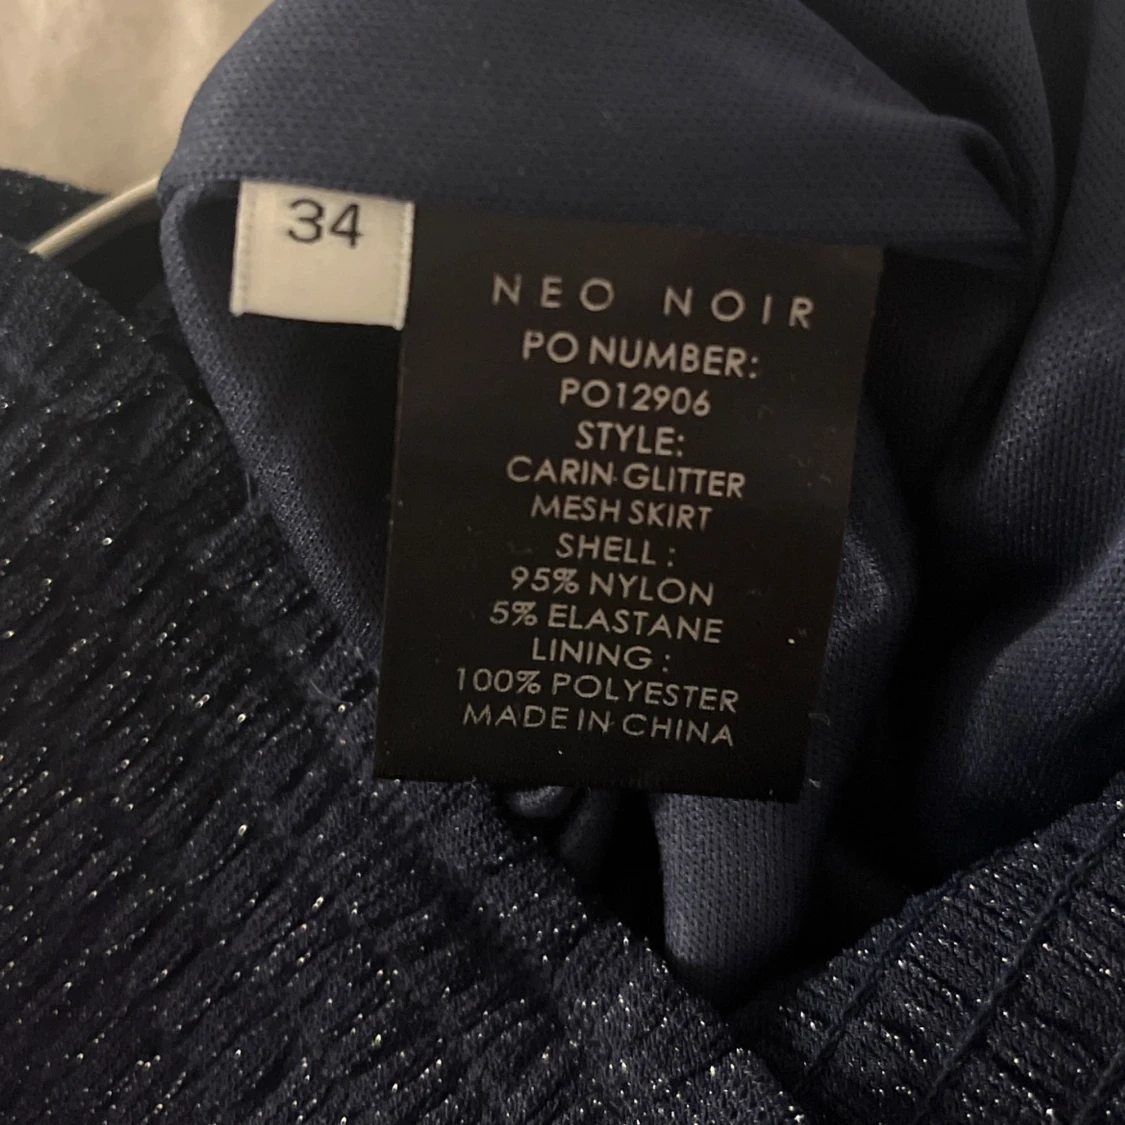 34
NEO NOIR
PO NUMBER:
PO12906
STYLE:
CARIN GLITTER
MESH SKIRT
SHELL :
95% NYLON
5% ELASTANE
LINING :
100% POLYESTER
MADE IN CHINA